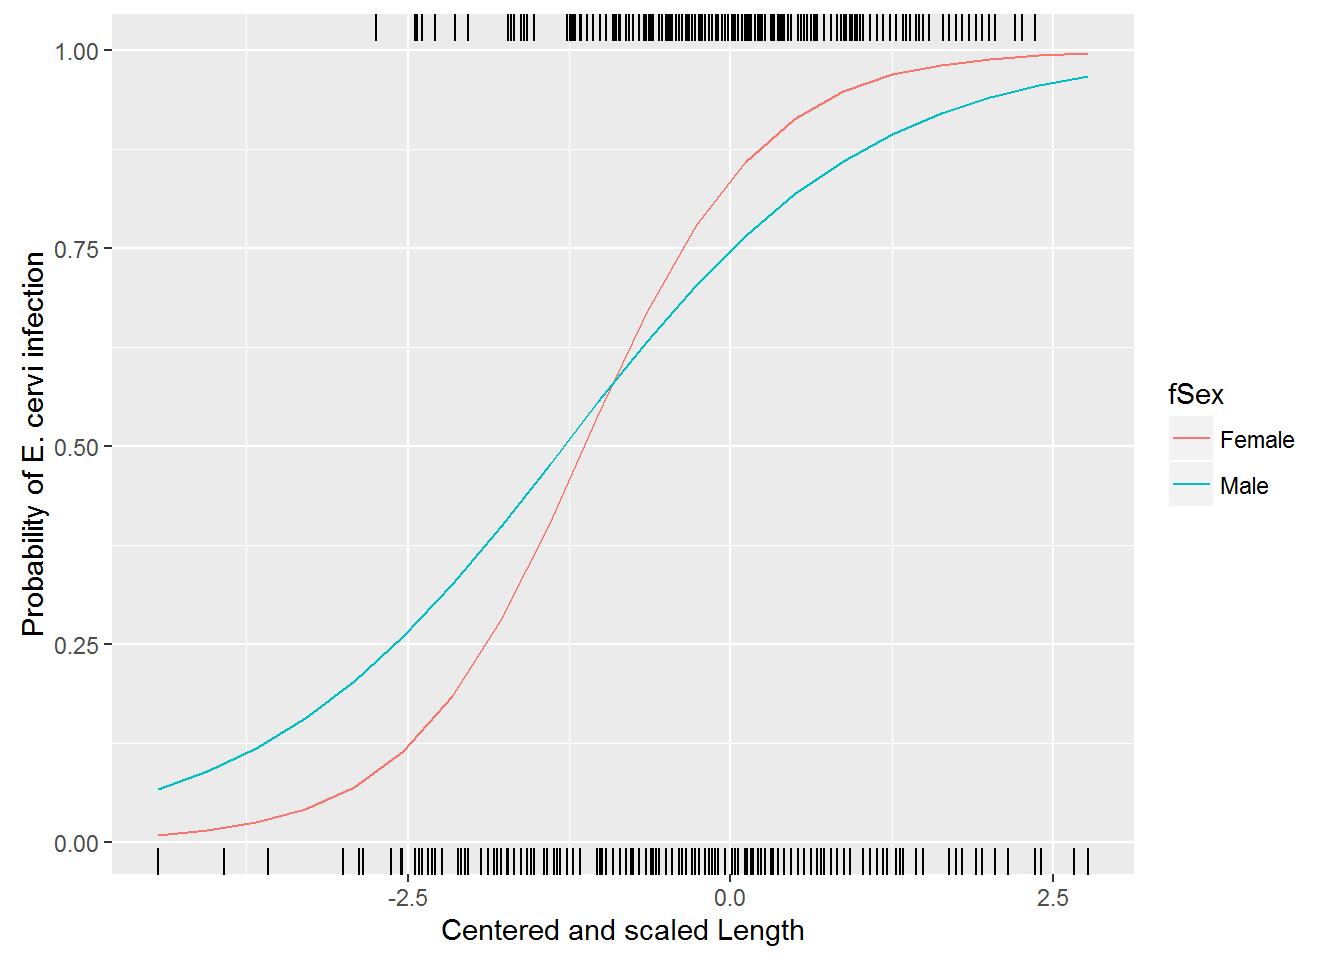 1.00
0.75
0.50
0.25
0.00
Probability of E. cervi infection
-2.5
0.0
2.5
Centered and scaled Length
fSex
Female
Male